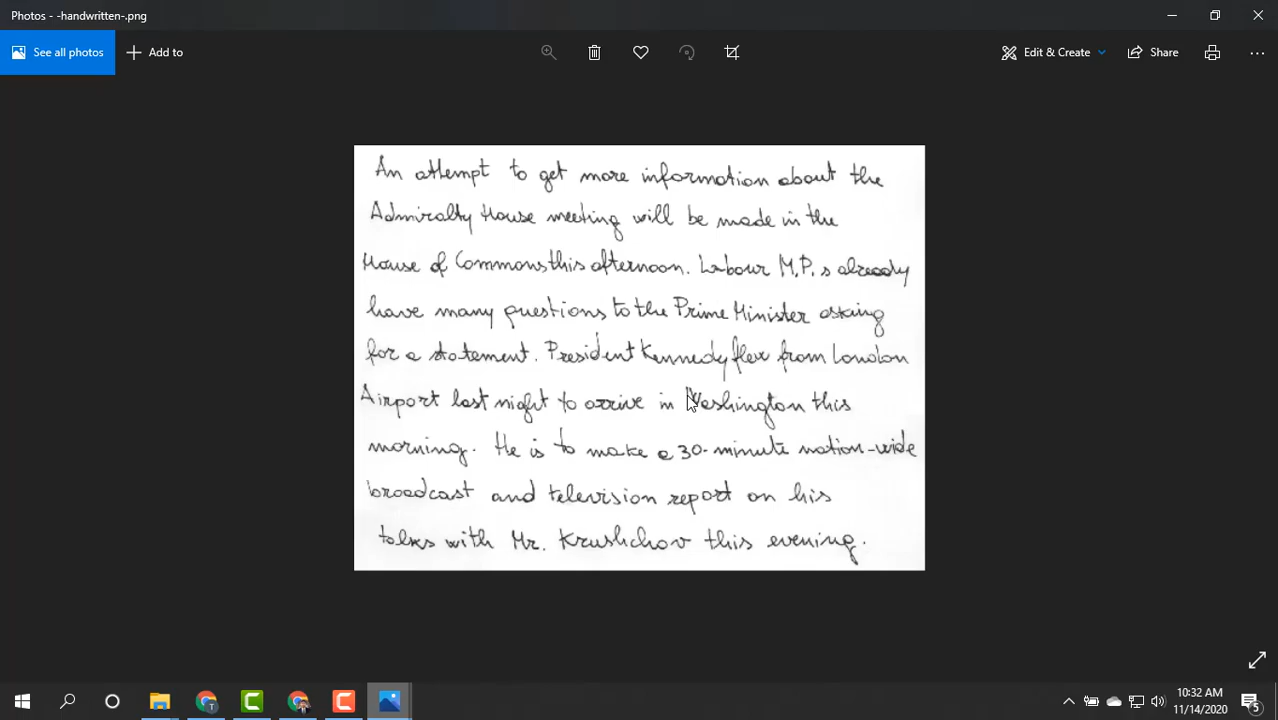 Photos - -handwritten-.png
See all photos
Add to
Edit & Create
Share
An attempt to get more information about the
Admiralty House meeting will be made in the
House of Commons this afternoon. Labour M.P.s already
have many questions to the Prime Minister asking
for a statement. President Kennedy flew from London
Airport last night to arrive in Washington this
morning. He is to make a 30-minute nation-wide
broadcast and television report on his
talks with Mr. Krushchov this evening.
10:32 AM
11/14/2020
5